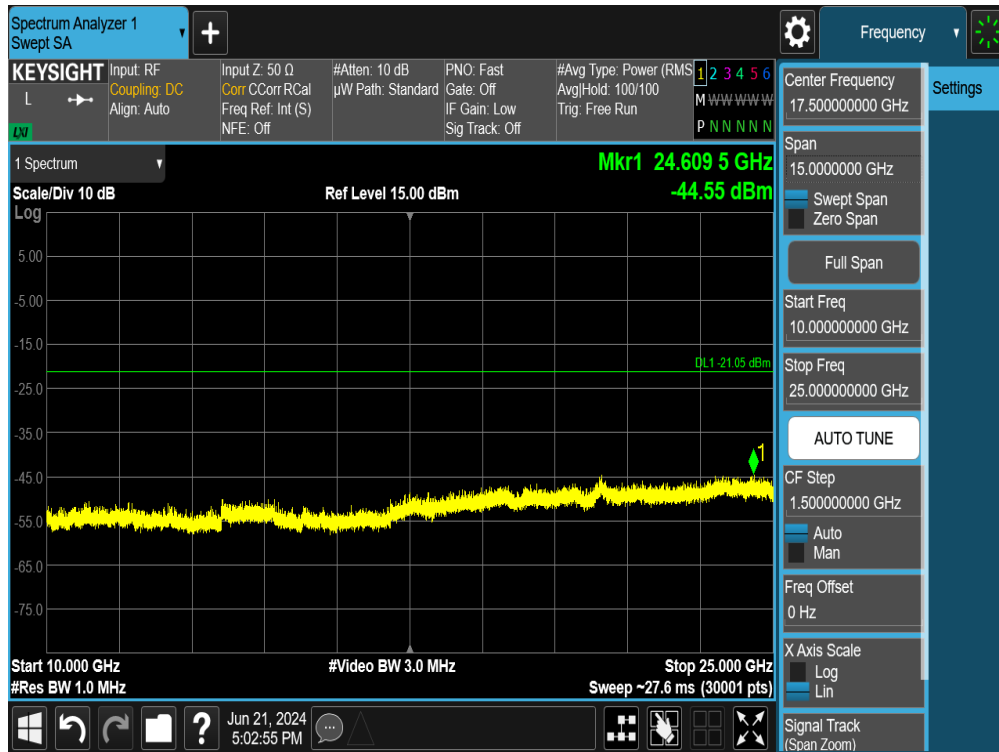 Spectrum Analyzer 1
Swept SA
+
Frequency
KEYSIGHT
L
LXI
Input: RF
Coupling: DC
Align: Auto
Input Z: 50 Ω
Corr CCorr RCal
Freq Ref: Int (S)
NFE: Off
#Atten: 10 dB
µW Path: Standard
PNO: Fast
Gate: Off
IF Gain: Low
Sig Track: Off
#Avg Type: Power (RMS
Avg|Hold: 100/100
Trig: Free Run
1 2 3 4 5 6
M W W W W W
P N N N N N
Center Frequency
17.500000000 GHz
Settings
Span
15.0000000 GHz
Swept Span
Zero Span
Full Span
Start Freq
10.000000000 GHz
Stop Freq
25.000000000 GHz
AUTO TUNE
CF Step
1.500000000 GHz
Auto
Man
Freq Offset
0 Hz
X Axis Scale
Log
Lin
Signal Track
(Span Zoom)
1 Spectrum
Mkr1 24.609 5 GHz
Scale/Div 10 dB
Ref Level 15.00 dBm
-44.55 dBm
Log
5.00
-5.00
-15.0
DL1 -21.05 dBm
-25.0
-35.0
1
-45.0
-55.0
-65.0
-75.0
Start 10.000 GHz
#Video BW 3.0 MHz
Stop 25.000 GHz
#Res BW 1.0 MHz
Sweep ~27.6 ms (30001 pts)
?
Jun 21, 2024
5:02:55 PM